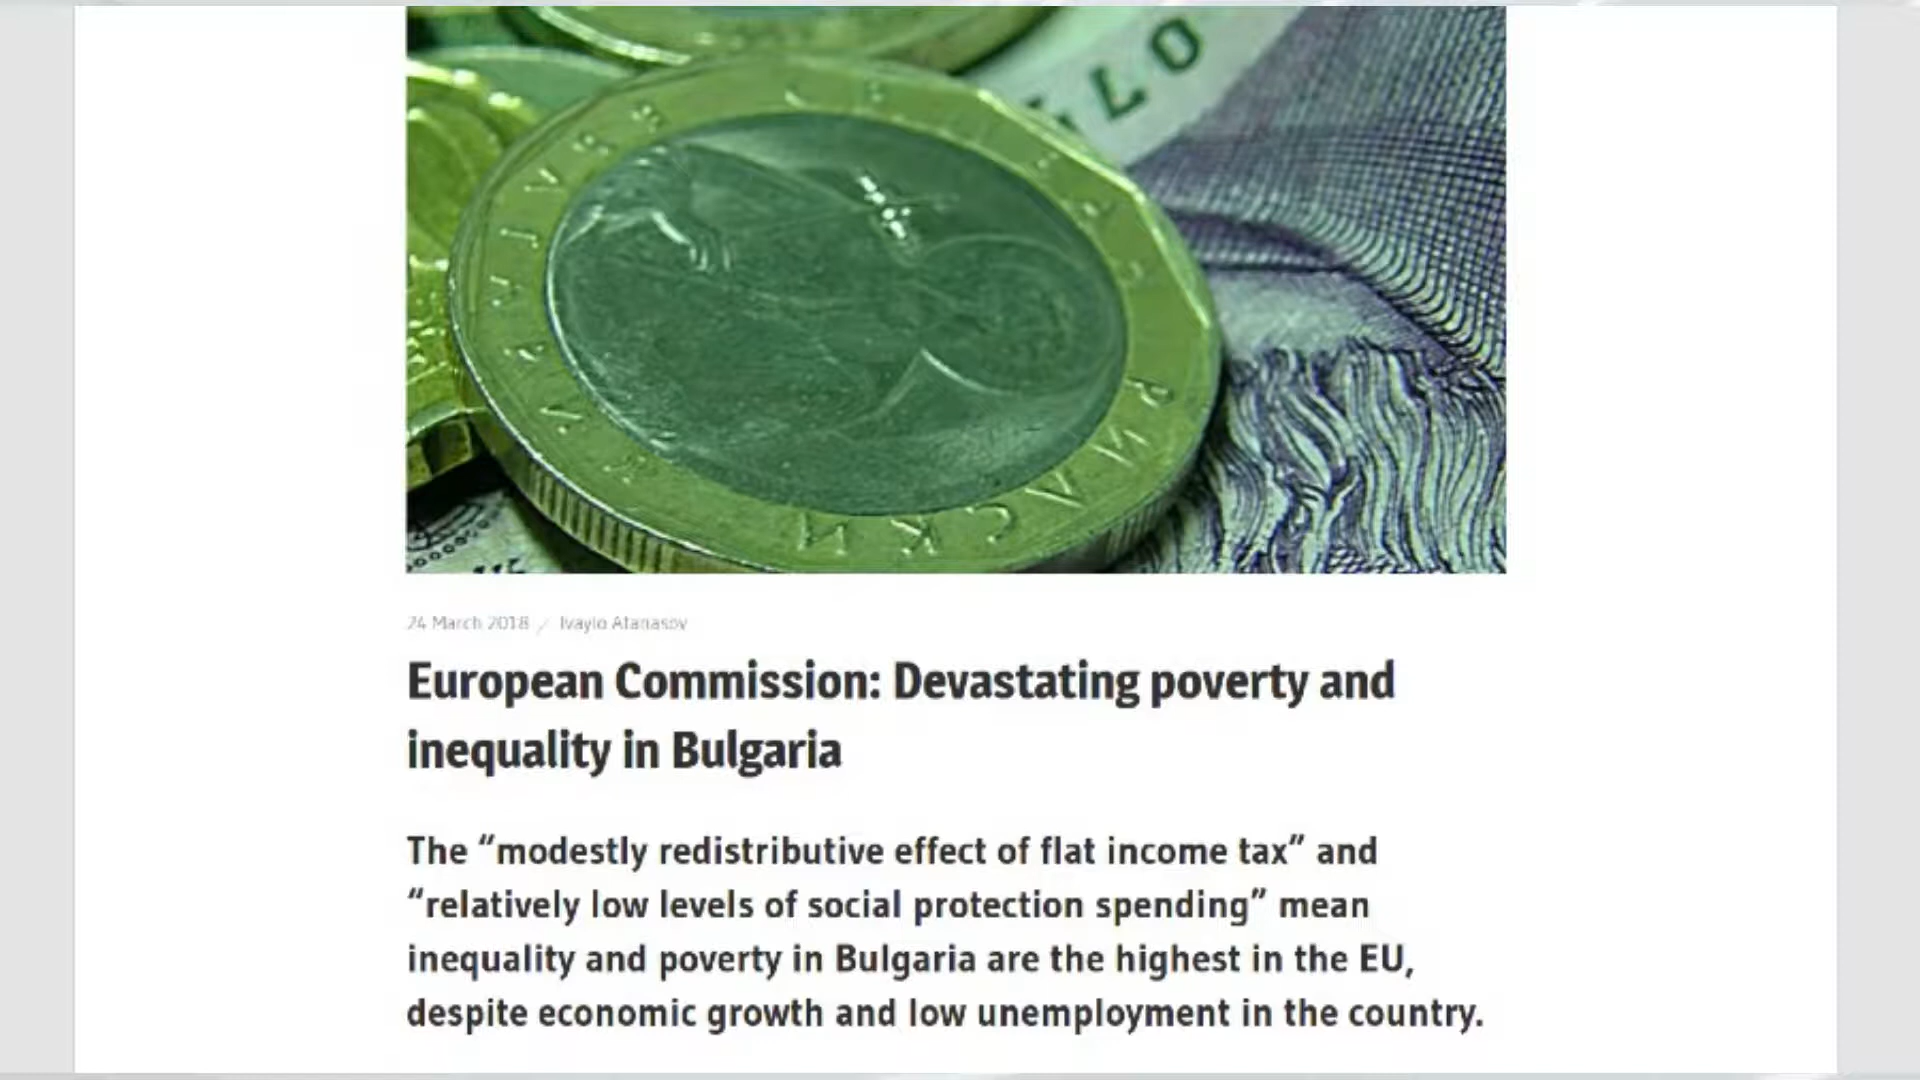 24 March 2018 / Ivaylo Atanasov
European Commission: Devastating poverty and
inequality in Bulgaria
The “modestly redistributive effect of flat income tax” and
“relatively low levels of social protection spending” mean
inequality and poverty in Bulgaria are the highest in the EU,
despite economic growth and low unemployment in the country.